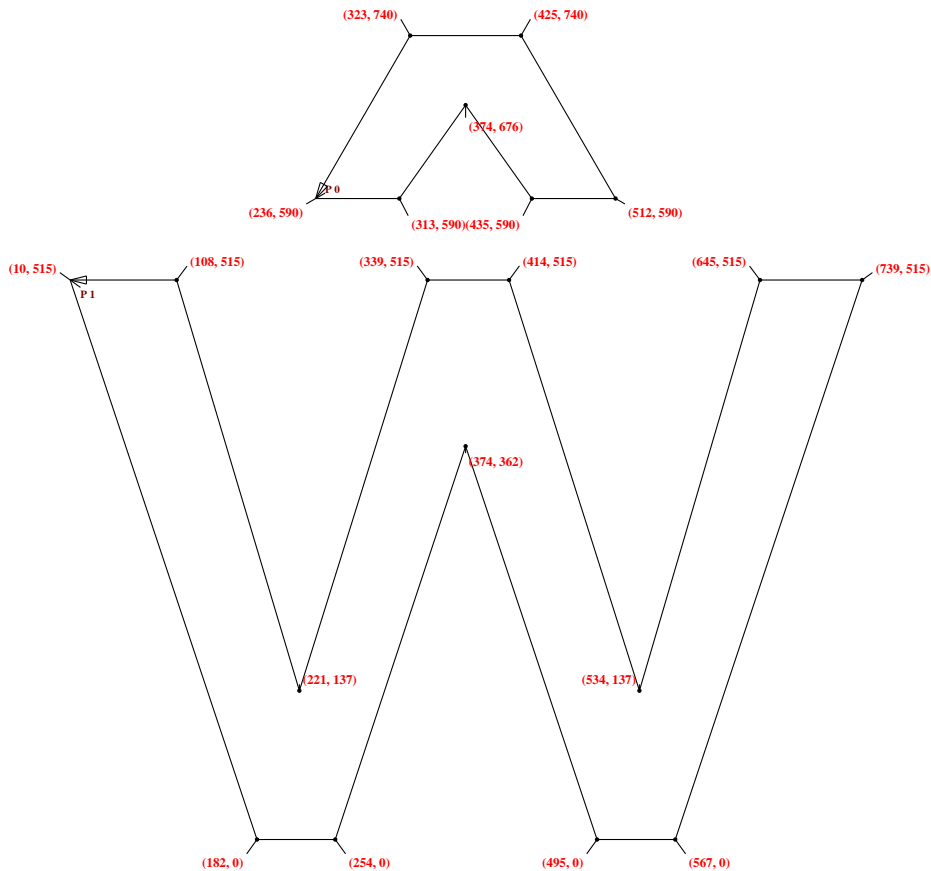 (323, 740) (425, 740)
(374, 676)
P 0
(236, 590) (313, 590)(435, 590) (512, 590)
(10, 515) (108, 515) (339, 515) (414, 515) (645, 515) (739, 515)
P 1
(374, 362)
(221, 137) (534, 137)
(182, 0) (254, 0) (495, 0) (567, 0)